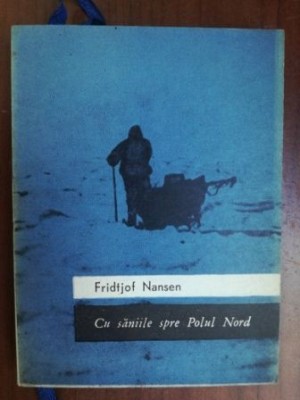 Fridtjof Nansen
Cu săniile spre Polul Nord